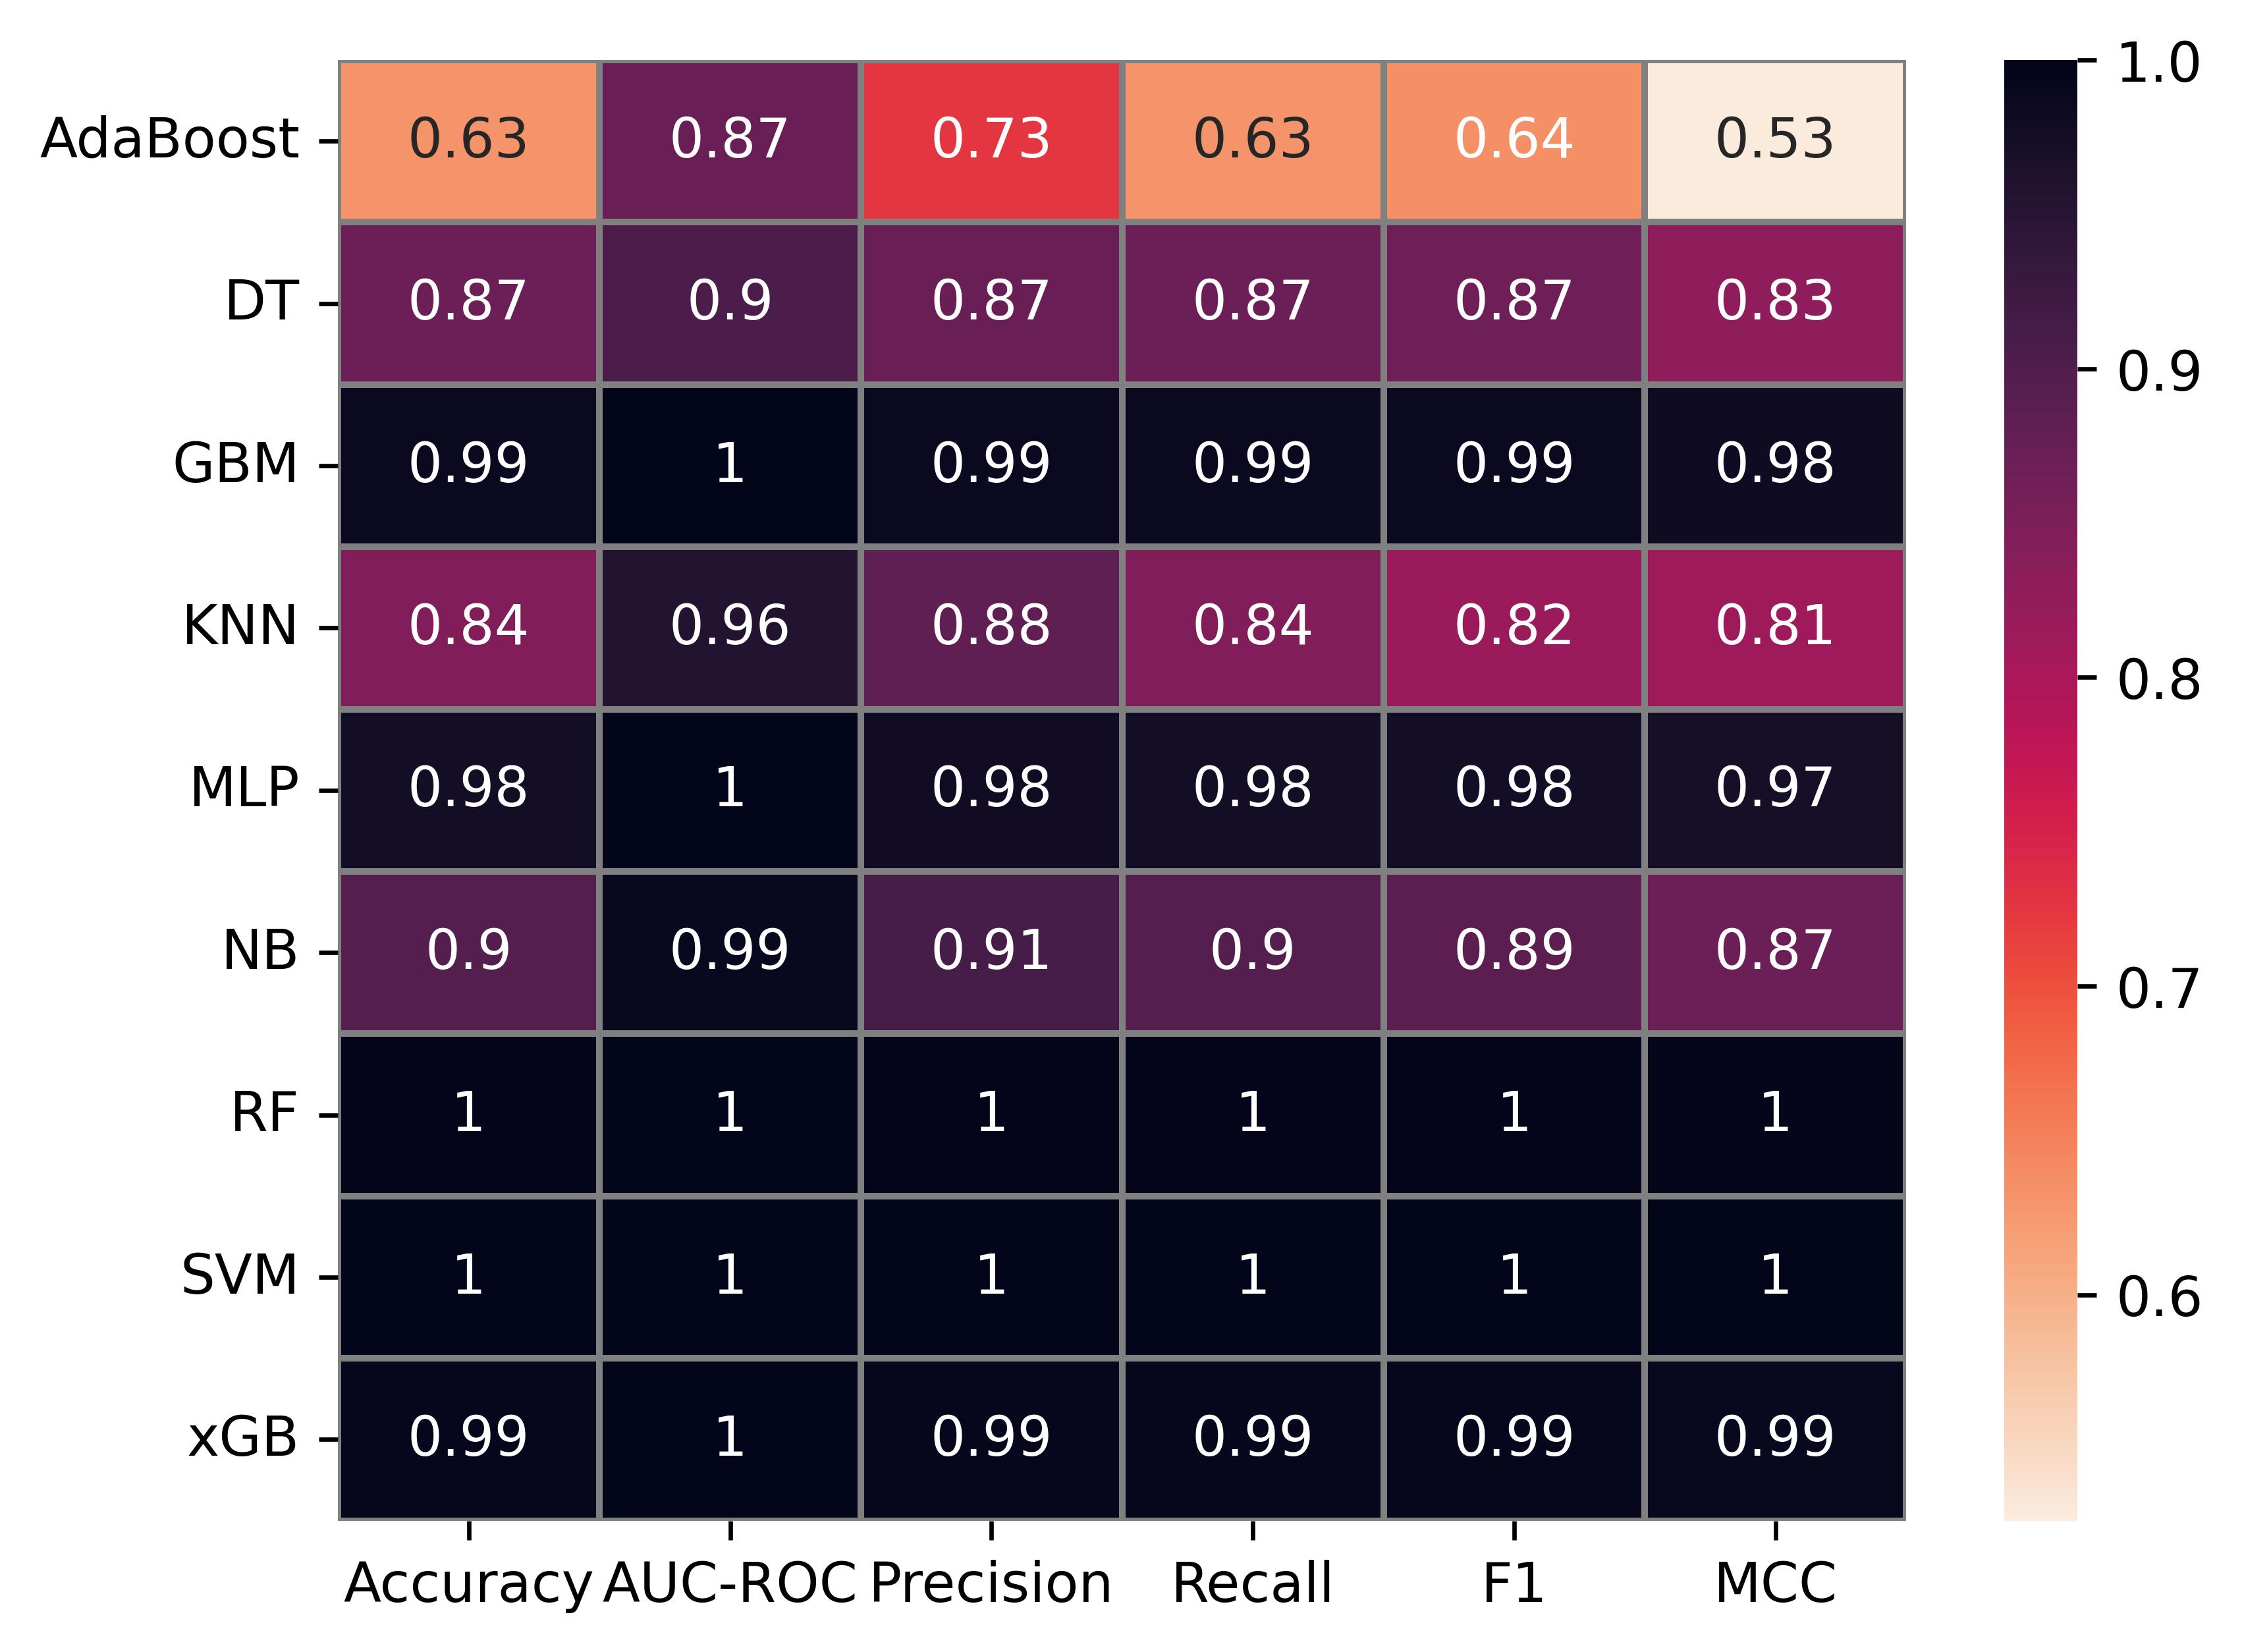 AdaBoost 0.63 0.87 0.73 0.63 0.64 0.53
DT 0.87 0.9 0.87 0.87 0.87 0.83
GBM 0.99 1 0.99 0.99 0.99 0.98
KNN 0.84 0.96 0.88 0.84 0.82 0.81
MLP 0.98 1 0.98 0.98 0.98 0.97
NB 0.9 0.99 0.91 0.9 0.89 0.87
RF 1 1 1 1 1 1
SVM 1 1 1 1 1 1
xGB 0.99 1 0.99 0.99 0.99 0.99
Accuracy AUC-ROC Precision Recall F1 MCC
1.0
0.9
0.8
0.7
0.6